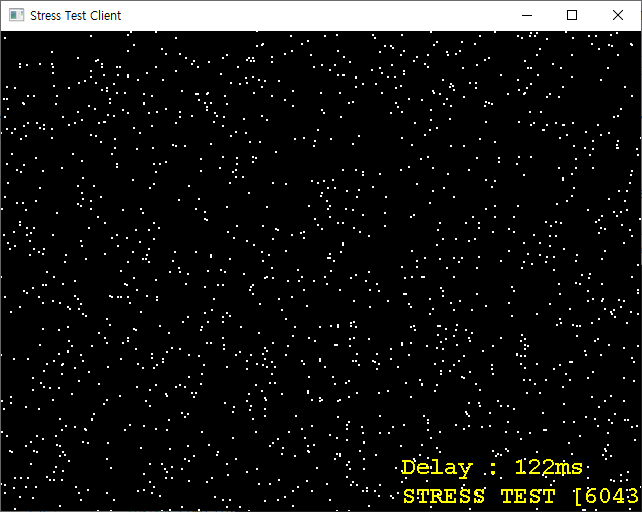 Stress Test Client
Delay : 122ms
STRESS TEST [6043